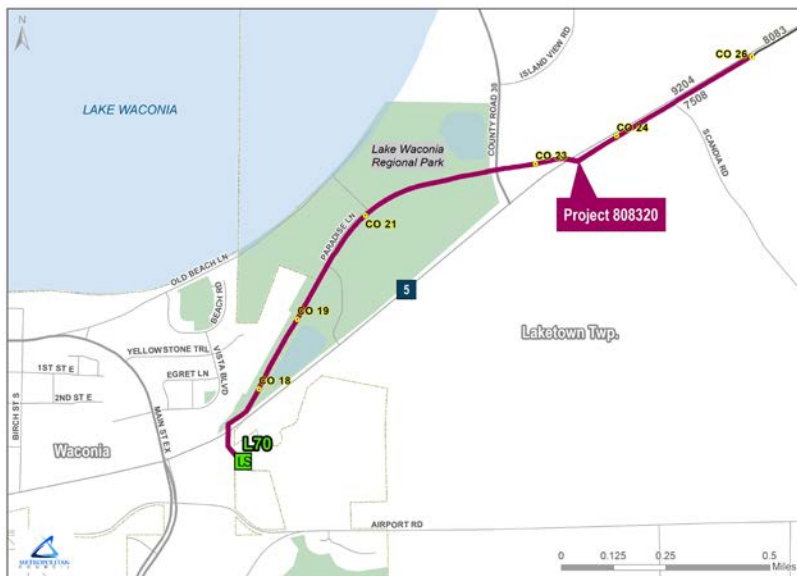 N
LAKE WACONIA
Lake Waconia
Regional Park
COUNTY ROAD 30
ISLAND VIEW RD
CO 26
8083
9204
7508
CO 24
CO 23
SCANDIA RD
Project 808320
PARADISE LN
CO 21
OLD BEACH LN
BEACH RD
5
CO 19
Laketown Twp.
YELLOWSTONE TRL
VISTA BLVD
EGRET LN
CO 18
1ST ST E
2ND ST E
BIRCH ST S
MAIN ST EX
Waconia
L70
LS
AIRPORT RD
METROPOLITAN
COUNCIL
0 0.125 0.25 0.5
Miles